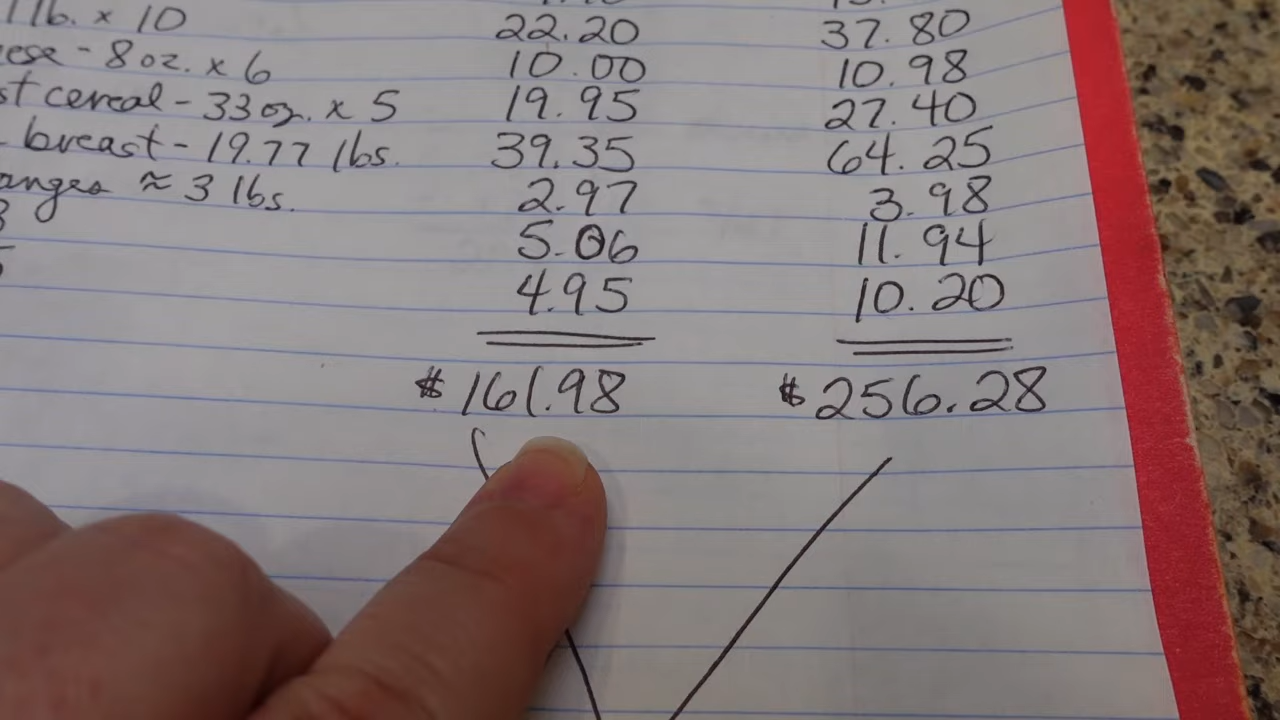 1 lb. x 10 22.20 37.80
ese - 8 oz. x 6 10.00 10.98
st cereal - 33 oz. x 5 19.95 27.40
breast - 19.77 lbs. 39.35 64.25
anges ≈ 3 lbs. 2.97 3.98
5.06 11.94
4.95 10.20
$161.98 $256.28